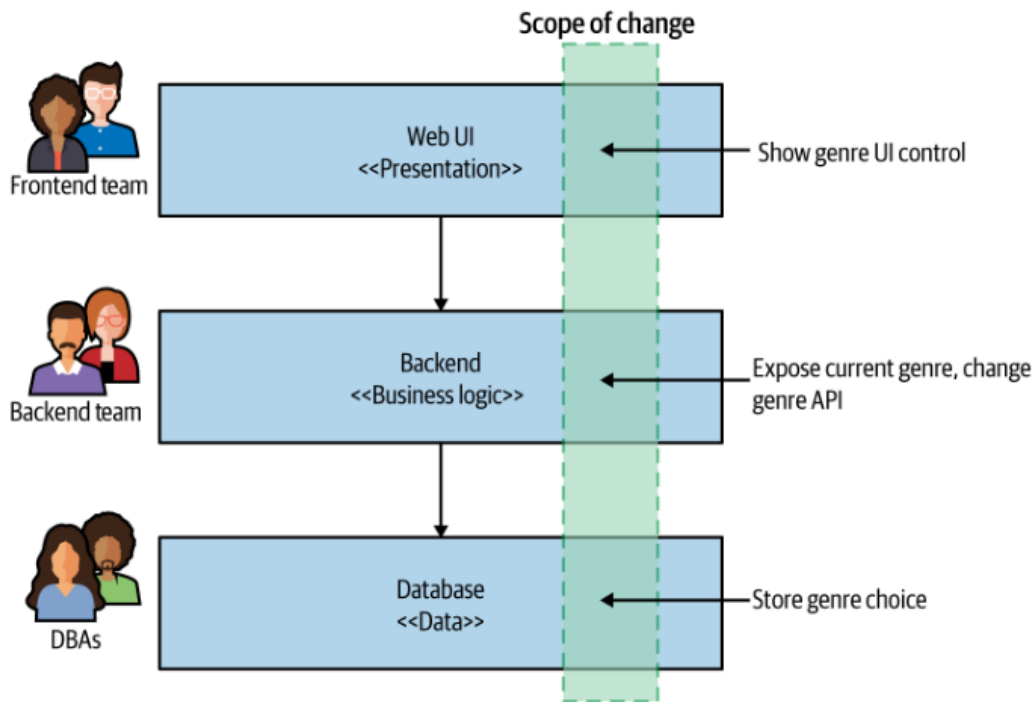 Scope of change
Web UI
<<Presentation>>
Show genre UI control
Frontend team
Backend
<<Business logic>>
Expose current genre, change
genre API
Backend team
Database
<<Data>>
Store genre choice
DBAs